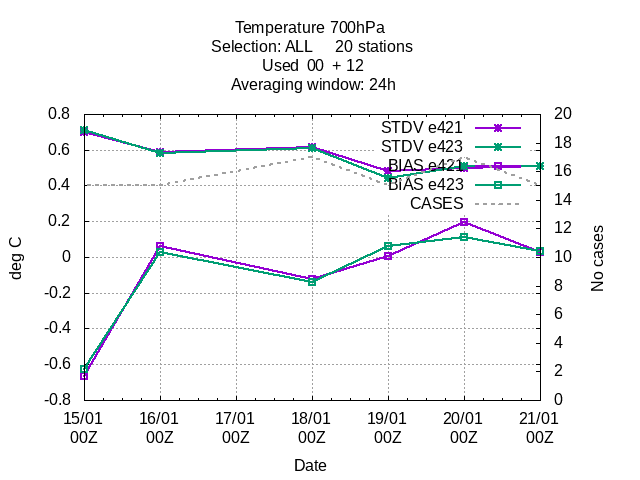 Temperature 700hPa
Selection: ALL 20 stations
Used 00 + 12
Averaging window: 24h
0.8
0.6
0.4
0.2
0
-0.2
-0.4
-0.6
-0.8
deg C
20
18
16
14
12
10
8
6
4
2
0
No cases
STDV e421
STDV e423
BIAS e421
BIAS e423
CASES
15/01 16/01 17/01 18/01 19/01 20/01 21/01
00Z 00Z 00Z 00Z 00Z 00Z 00Z
Date